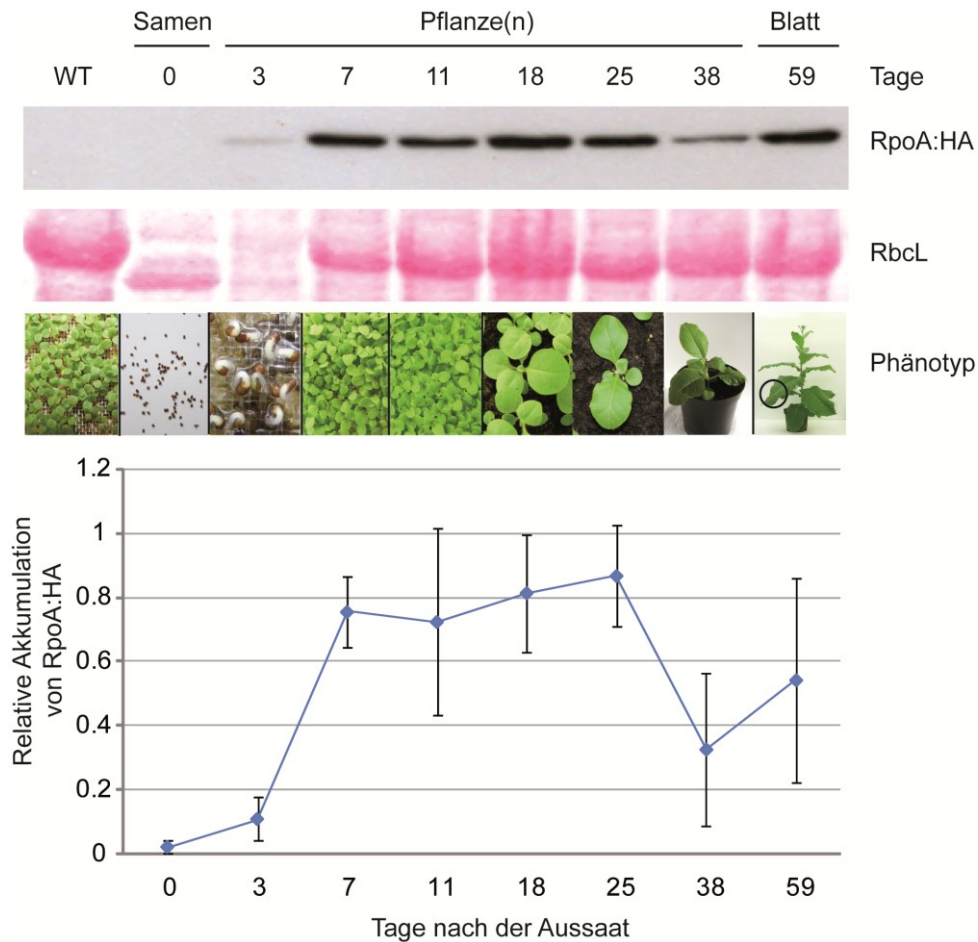 Samen Pflanze(n) Blatt
WT 0 3 7 11 18 25 38 59 Tage
RpoA:HA
RbcL
Phänotyp
Relative Akkumulation
von RpoA:HA
1.2
1
0.8
0.6
0.4
0.2
0
0 3 7 11 18 25 38 59
Tage nach der Aussaat